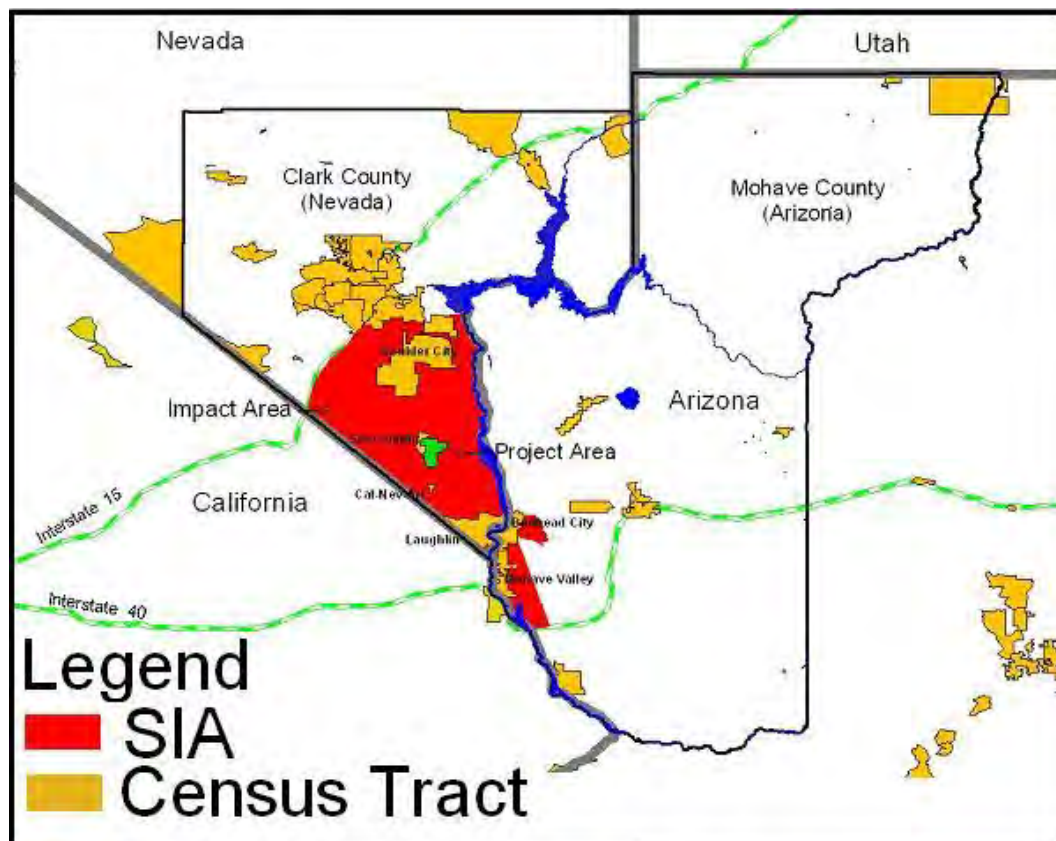 Nevada
Utah
Clark County
(Nevada)
Mohave County
(Arizona)
Boulder City
Impact Area
Arizona
Searchlight
Project Area
California
Cal-Nev-Ari
Interstate 15
Bullhead City
Laughlin
Mohave Valley
Interstate 40
Legend
SIA
Census Tract